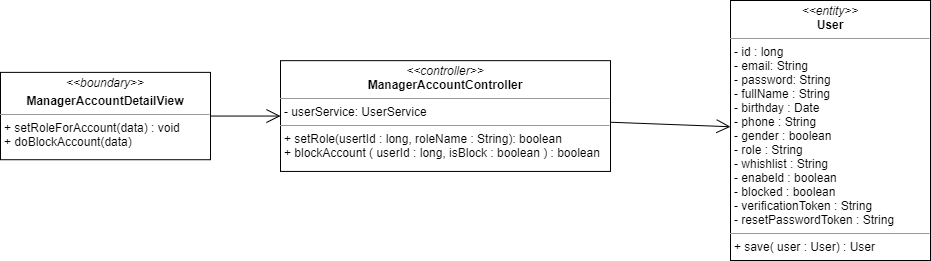 <<boundary>>
ManagerAccountDetailView
+ setRoleForAccount(data) : void
+ doBlockAccount(data)
<<controller>>
ManagerAccountController
- userService: UserService
+ setRole(usertId : long, roleName : String): boolean
+ blockAccount ( userId : long, isBlock : boolean ) : boolean
<<entity>>
User
- id : long
- email: String
- password: String
- fullName : String
- birthday : Date
- phone : String
- gender : boolean
- role : String
- whishlist : String
- enabeld : boolean
- blocked : boolean
- verificationToken : String
- resetPasswordToken : String
+ save( user : User) : User